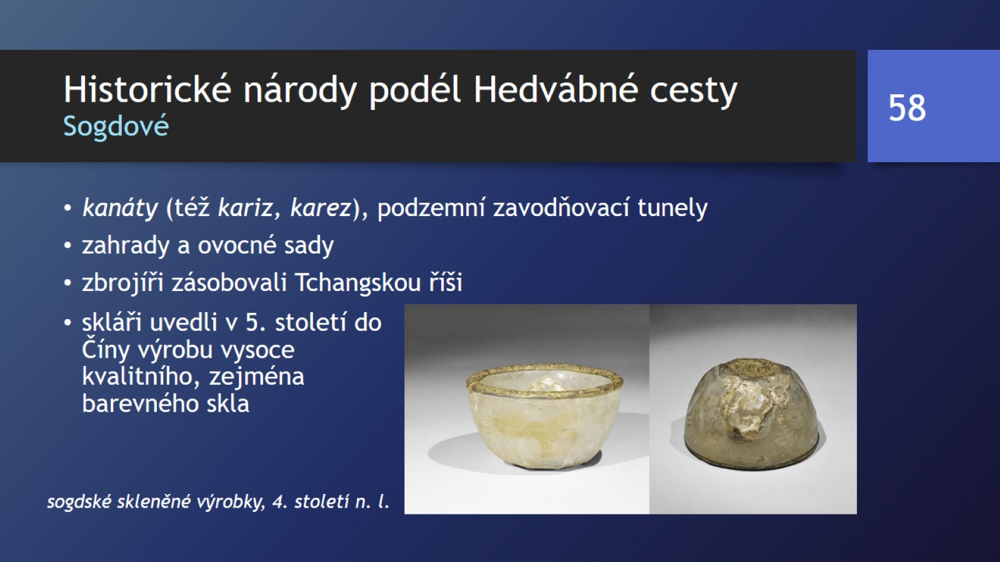 Historické národy podél Hedvábné cesty
Sogdové
58
• kanáty (též kariz, karez), podzemní zavodňovací tunely
• zahrady a ovocné sady
• zbrojíři zásobovali Tchangskou říši
• skláři uvedli v 5. století do
Číny výrobu vysoce
kvalitního, zejména
barevného skla
sogdské skleněné výrobky, 4. století n. l.